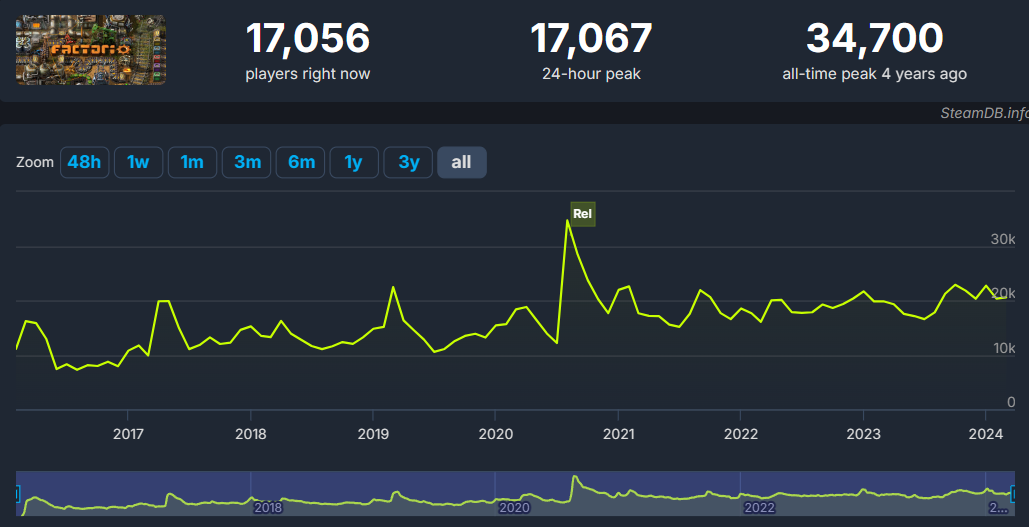 FACTORIO
17,056
players right now
17,067
24-hour peak
34,700
all-time peak 4 years ago
SteamDB.info
Zoom 48h 1w 1m 3m 6m 1y 3y all
Rel
30k
20k
10k
0
2017 2018 2019 2020 2021 2022 2023 2024
2018 2020 2022 2...